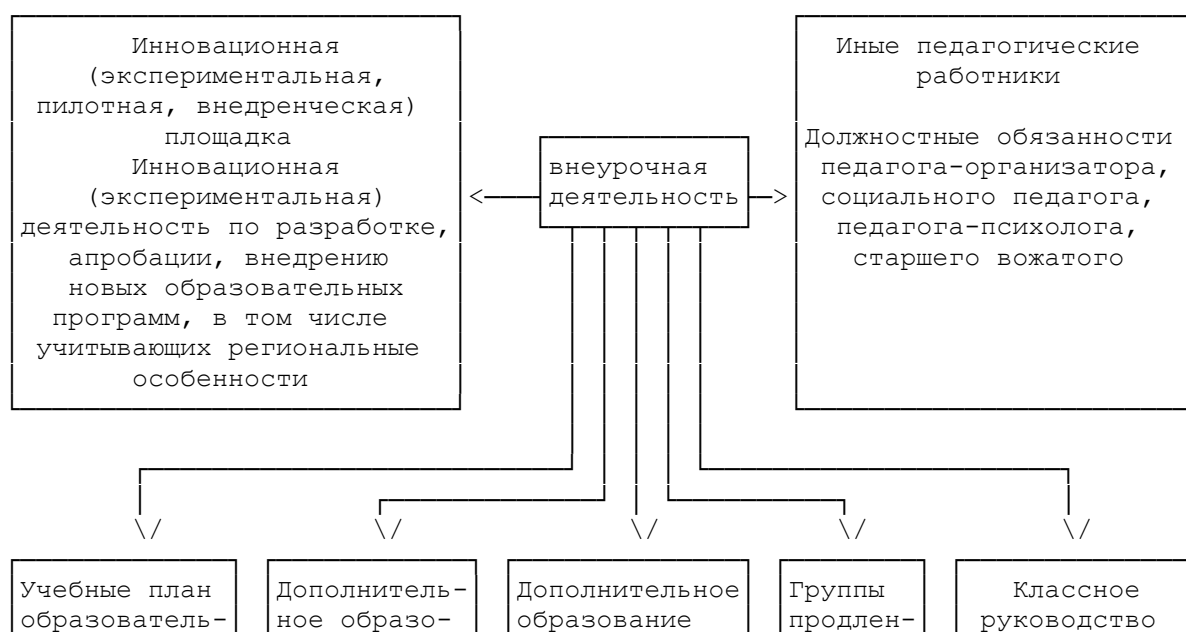 Инновационная
(экспериментальная,
пилотная, внедренческая)
площадка
Инновационная
(экспериментальная)
деятельность по разработке,
апробации, внедрению
новых образовательных
программ, в том числе
учитывающих региональные
особенности
внеурочная
деятельность
Иные педагогические
работники
Должностные обязанности
педагога-организатора,
социального педагога,
педагога-психолога,
старшего вожатого
Учебные план
образователь-
Дополнитель-
ное образо-
Дополнительное
образование
Группы
продлен-
Классное
руководство